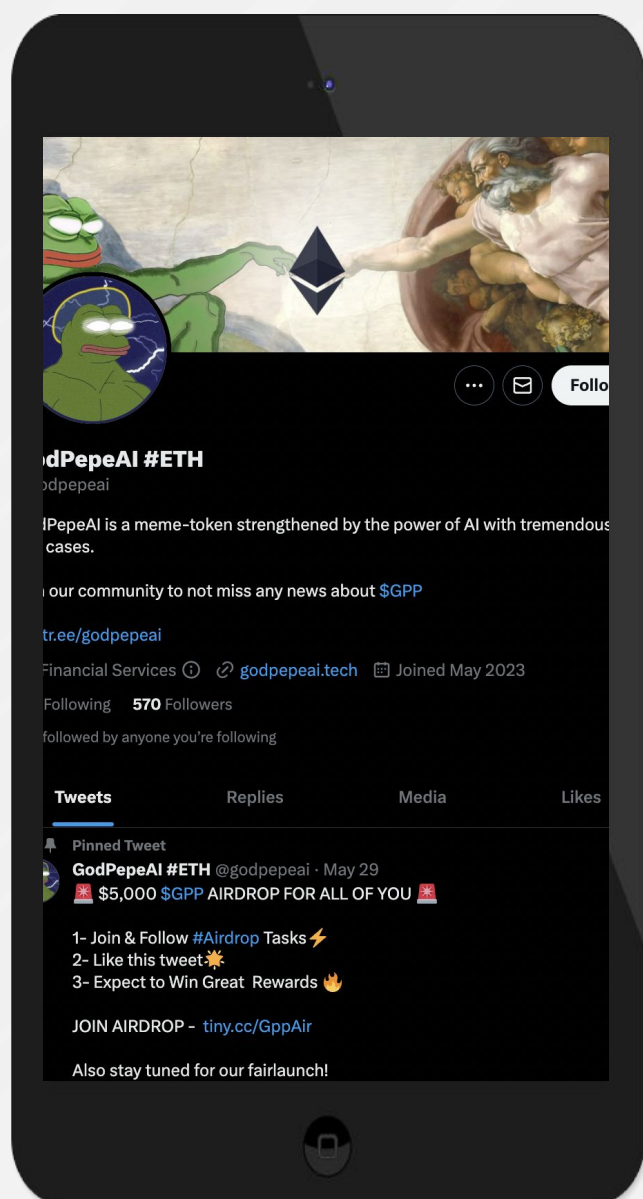 Follo
dPepeAI #ETH
odpepeai
dPepeAI is a meme-token strengthened by the power of AI with tremendous
cases.
our community to not miss any news about $GPP
tr.ee/godpepeai
Financial Services godpepeai.tech Joined May 2023
Following 570 Followers
followed by anyone you’re following
Tweets Replies Media Likes
Pinned Tweet
GodPepeAI #ETH @godpepeai · May 29
🚨 $5,000 $GPP AIRDROP FOR ALL OF YOU 🚨
1- Join & Follow #Airdrop Tasks⚡
2- Like this tweet🌟
3- Expect to Win Great Rewards 🔥
JOIN AIRDROP - tiny.cc/GppAir
Also stay tuned for our fairlaunch!